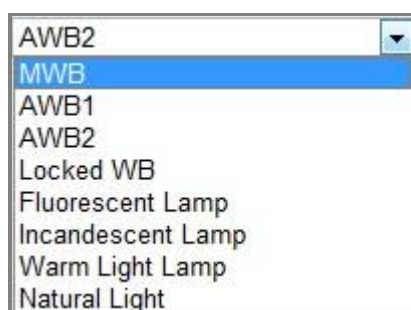 AWB2
MWB
AWB1
AWB2
Locked WB
Fluorescent Lamp
Incandescent Lamp
Warm Light Lamp
Natural Light